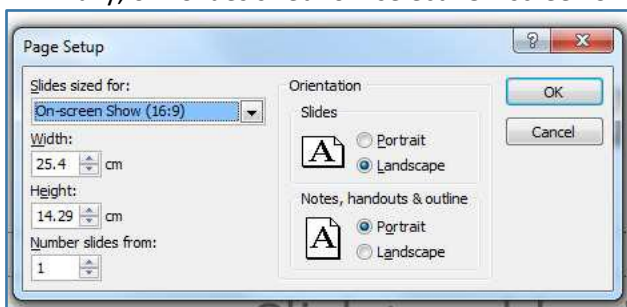 Page Setup
Slides sized for:
On-screen Show (16:9)
Width:
25.4 cm
Height:
14.29 cm
Number slides from:
1
Orientation
Slides
A
Portrait
Landscape
Notes, handouts & outline
A
Portrait
Landscape
OK
Cancel
?